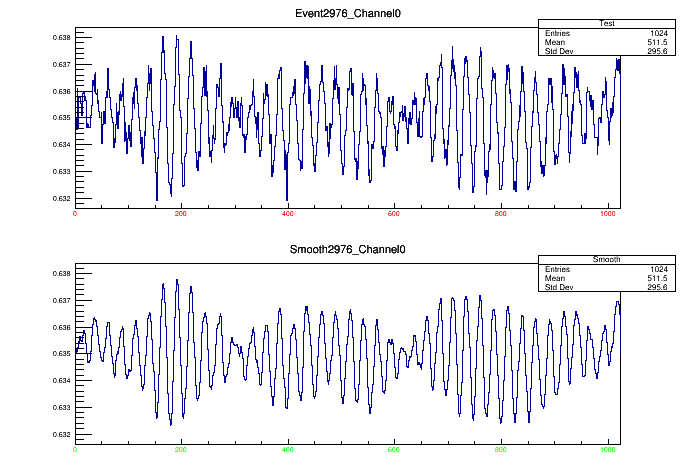 Event2976_Channel0
Test
Entries 1024
Mean 511.5
Std Dev 295.6
0.638
0.637
0.636
0.635
0.634
0.633
0.632
0 200 400 600 800 1000
Smooth2976_Channel0
Smooth
Entries 1024
Mean 511.5
Std Dev 295.6
0.638
0.637
0.636
0.635
0.634
0.633
0.632
0 200 400 600 800 1000